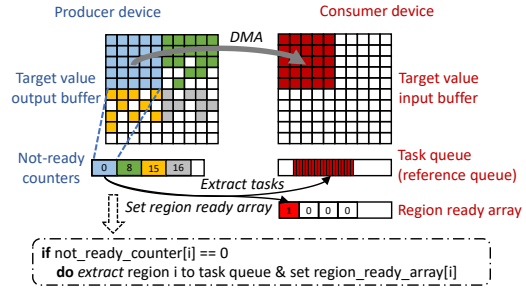 Producer device
Consumer device
DMA
Target value
output buffer
Target value
input buffer
Not-ready
counters
0 8 15 16
Task queue
(reference queue)
Extract tasks
Set region ready array
1 0 0 0
Region ready array
if not_ready_counter[i] == 0
do extract region i to task queue & set region_ready_array[i]